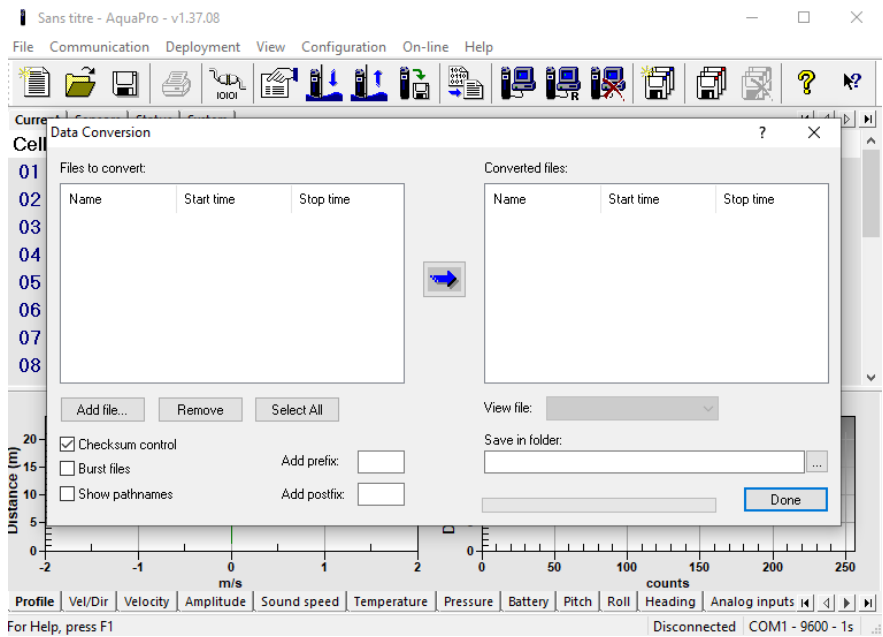 Sans titre - AquaPro - v1.37.08
File Communication Deployment View Configuration On-line Help
Data Conversion
?
Cell
01
02
03
04
05
06
07
08
Files to convert:
Name Start time Stop time
Converted files:
Name Start time Stop time
Add file... Remove Select All
View file:
Checksum control
Burst files
Show pathnames
Add prefix:
Add postfix:
Save in folder:
...
Done
Distance (m)
20
15
10
5
0
-2 -1 0 1 2
m/s
0
0 50 100 150 200 250
counts
Profile Vel/Dir Velocity Amplitude Sound speed Temperature Pressure Battery Pitch Roll Heading Analog inputs
For Help, press F1 Disconnected COM1 - 9600 - 1s